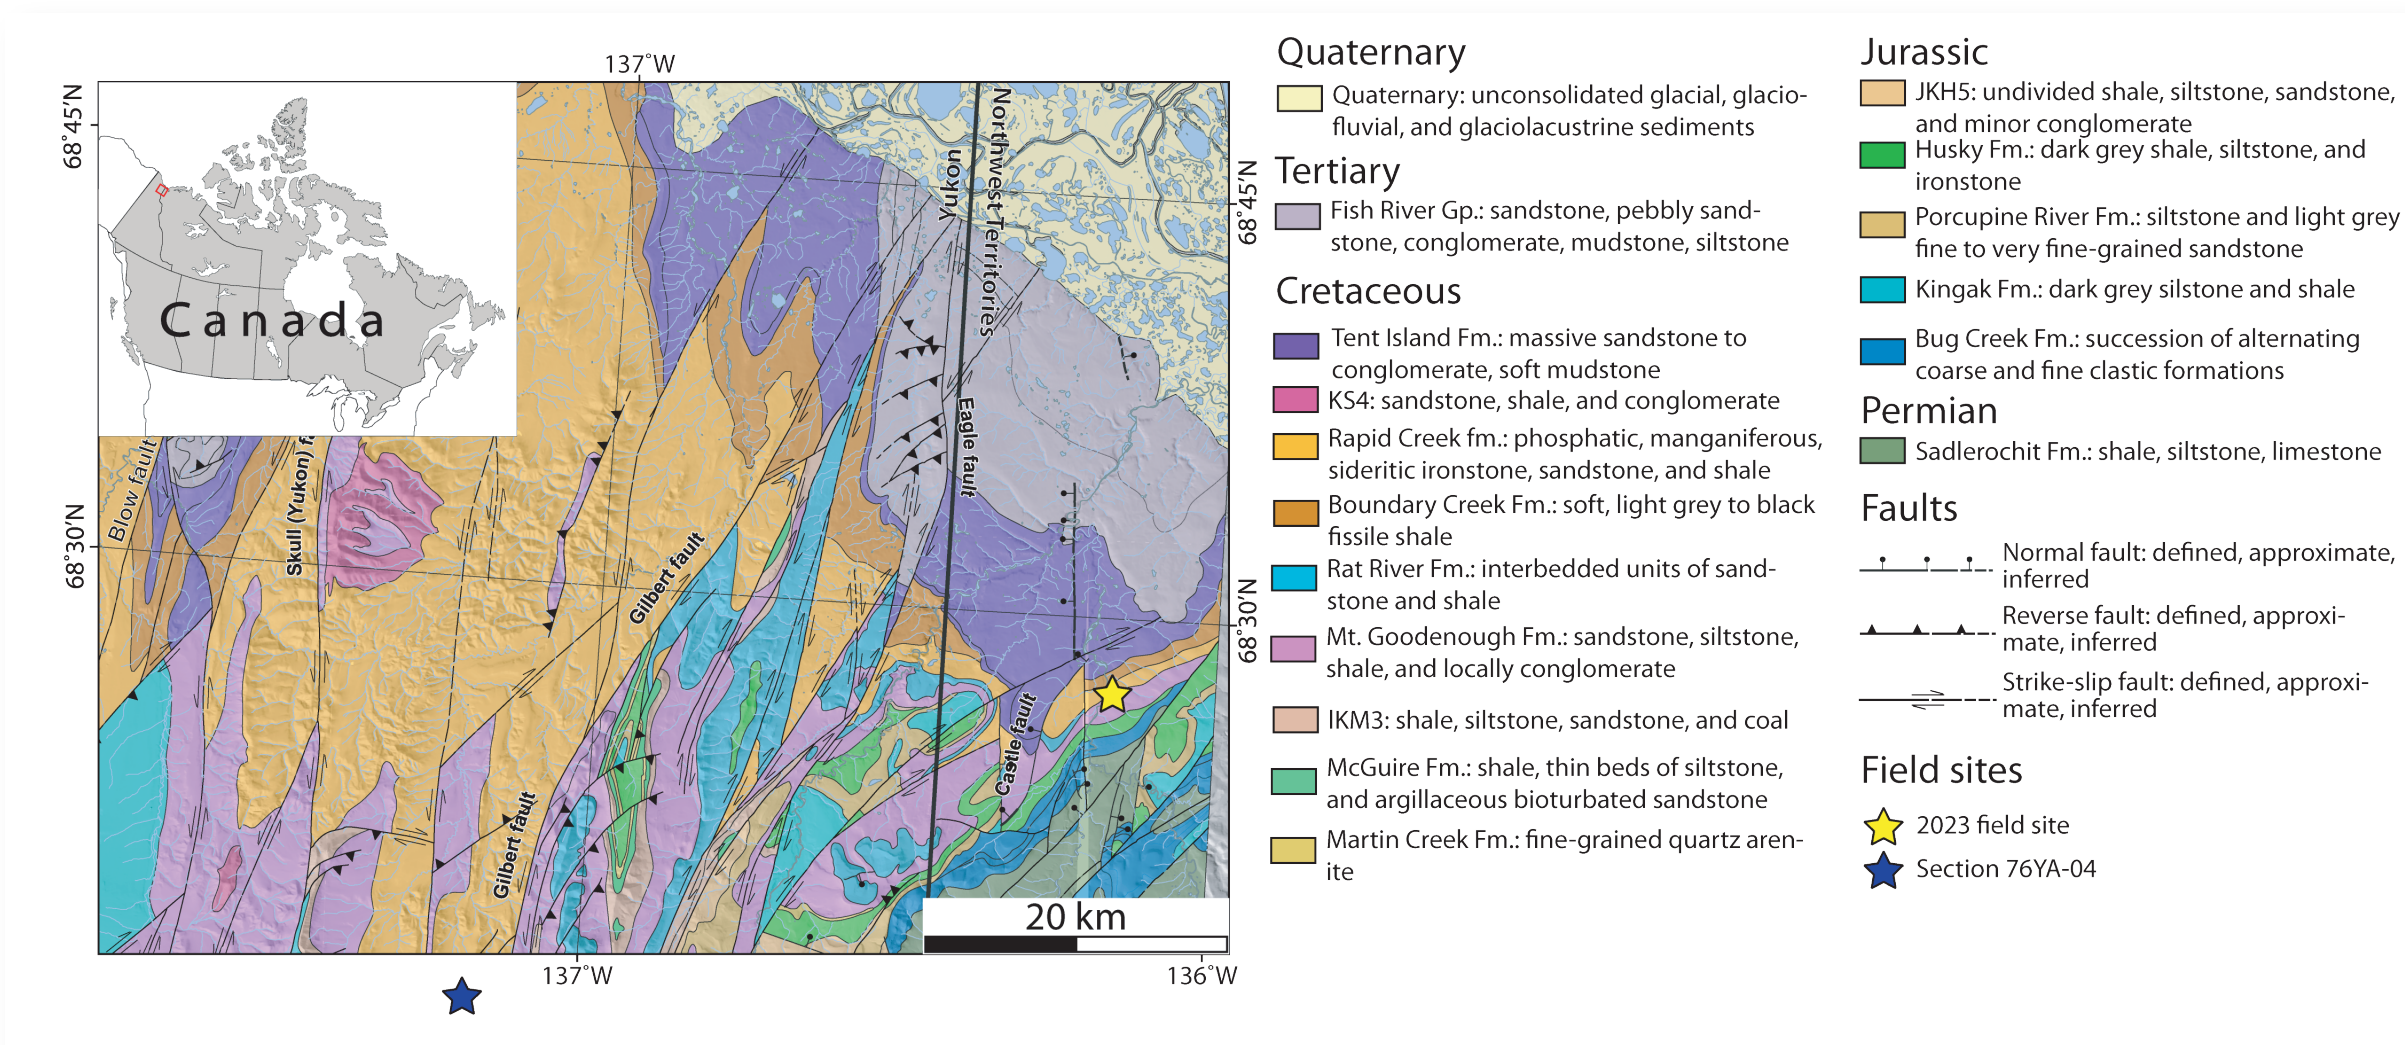 137°W
68°45'N
68°30'N
Canada
Northwest Territories
Yukon
68°45'N
68°30'N
Blow fault
Skull (Yukon) fa
Eagle fault
Gilbert fault
Gilbert fault
Castle fault
20 km
137°W
136°W
Quaternary
Quaternary: unconsolidated glacial, glacio-
fluvial, and glaciolacustrine sediments
Tertiary
Fish River Gp.: sandstone, pebbly sand-
stone, conglomerate, mudstone, siltstone
Cretaceous
Tent Island Fm.: massive sandstone to
conglomerate, soft mudstone
KS4: sandstone, shale, and conglomerate
Rapid Creek fm.: phosphatic, manganiferous,
sideritic ironstone, sandstone, and shale
Boundary Creek Fm.: soft, light grey to black
fissile shale
Rat River Fm.: interbedded units of sand-
stone and shale
Mt. Goodenough Fm.: sandstone, siltstone,
shale, and locally conglomerate
lKM3: shale, siltstone, sandstone, and coal
McGuire Fm.: shale, thin beds of siltstone,
and argillaceous bioturbated sandstone
Martin Creek Fm.: fine-grained quartz aren-
ite
Jurassic
JKH5: undivided shale, siltstone, sandstone,
and minor conglomerate
Husky Fm.: dark grey shale, siltstone, and
ironstone
Porcupine River Fm.: siltstone and light grey
fine to very fine-grained sandstone
Kingak Fm.: dark grey silstone and shale
Bug Creek Fm.: succession of alternating
coarse and fine clastic formations
Permian
Sadlerochit Fm.: shale, siltstone, limestone
Faults
Normal fault: defined, approximate,
inferred
Reverse fault: defined, approxi-
mate, inferred
Strike-slip fault: defined, approxi-
mate, inferred
Field sites
2023 field site
Section 76YA-04